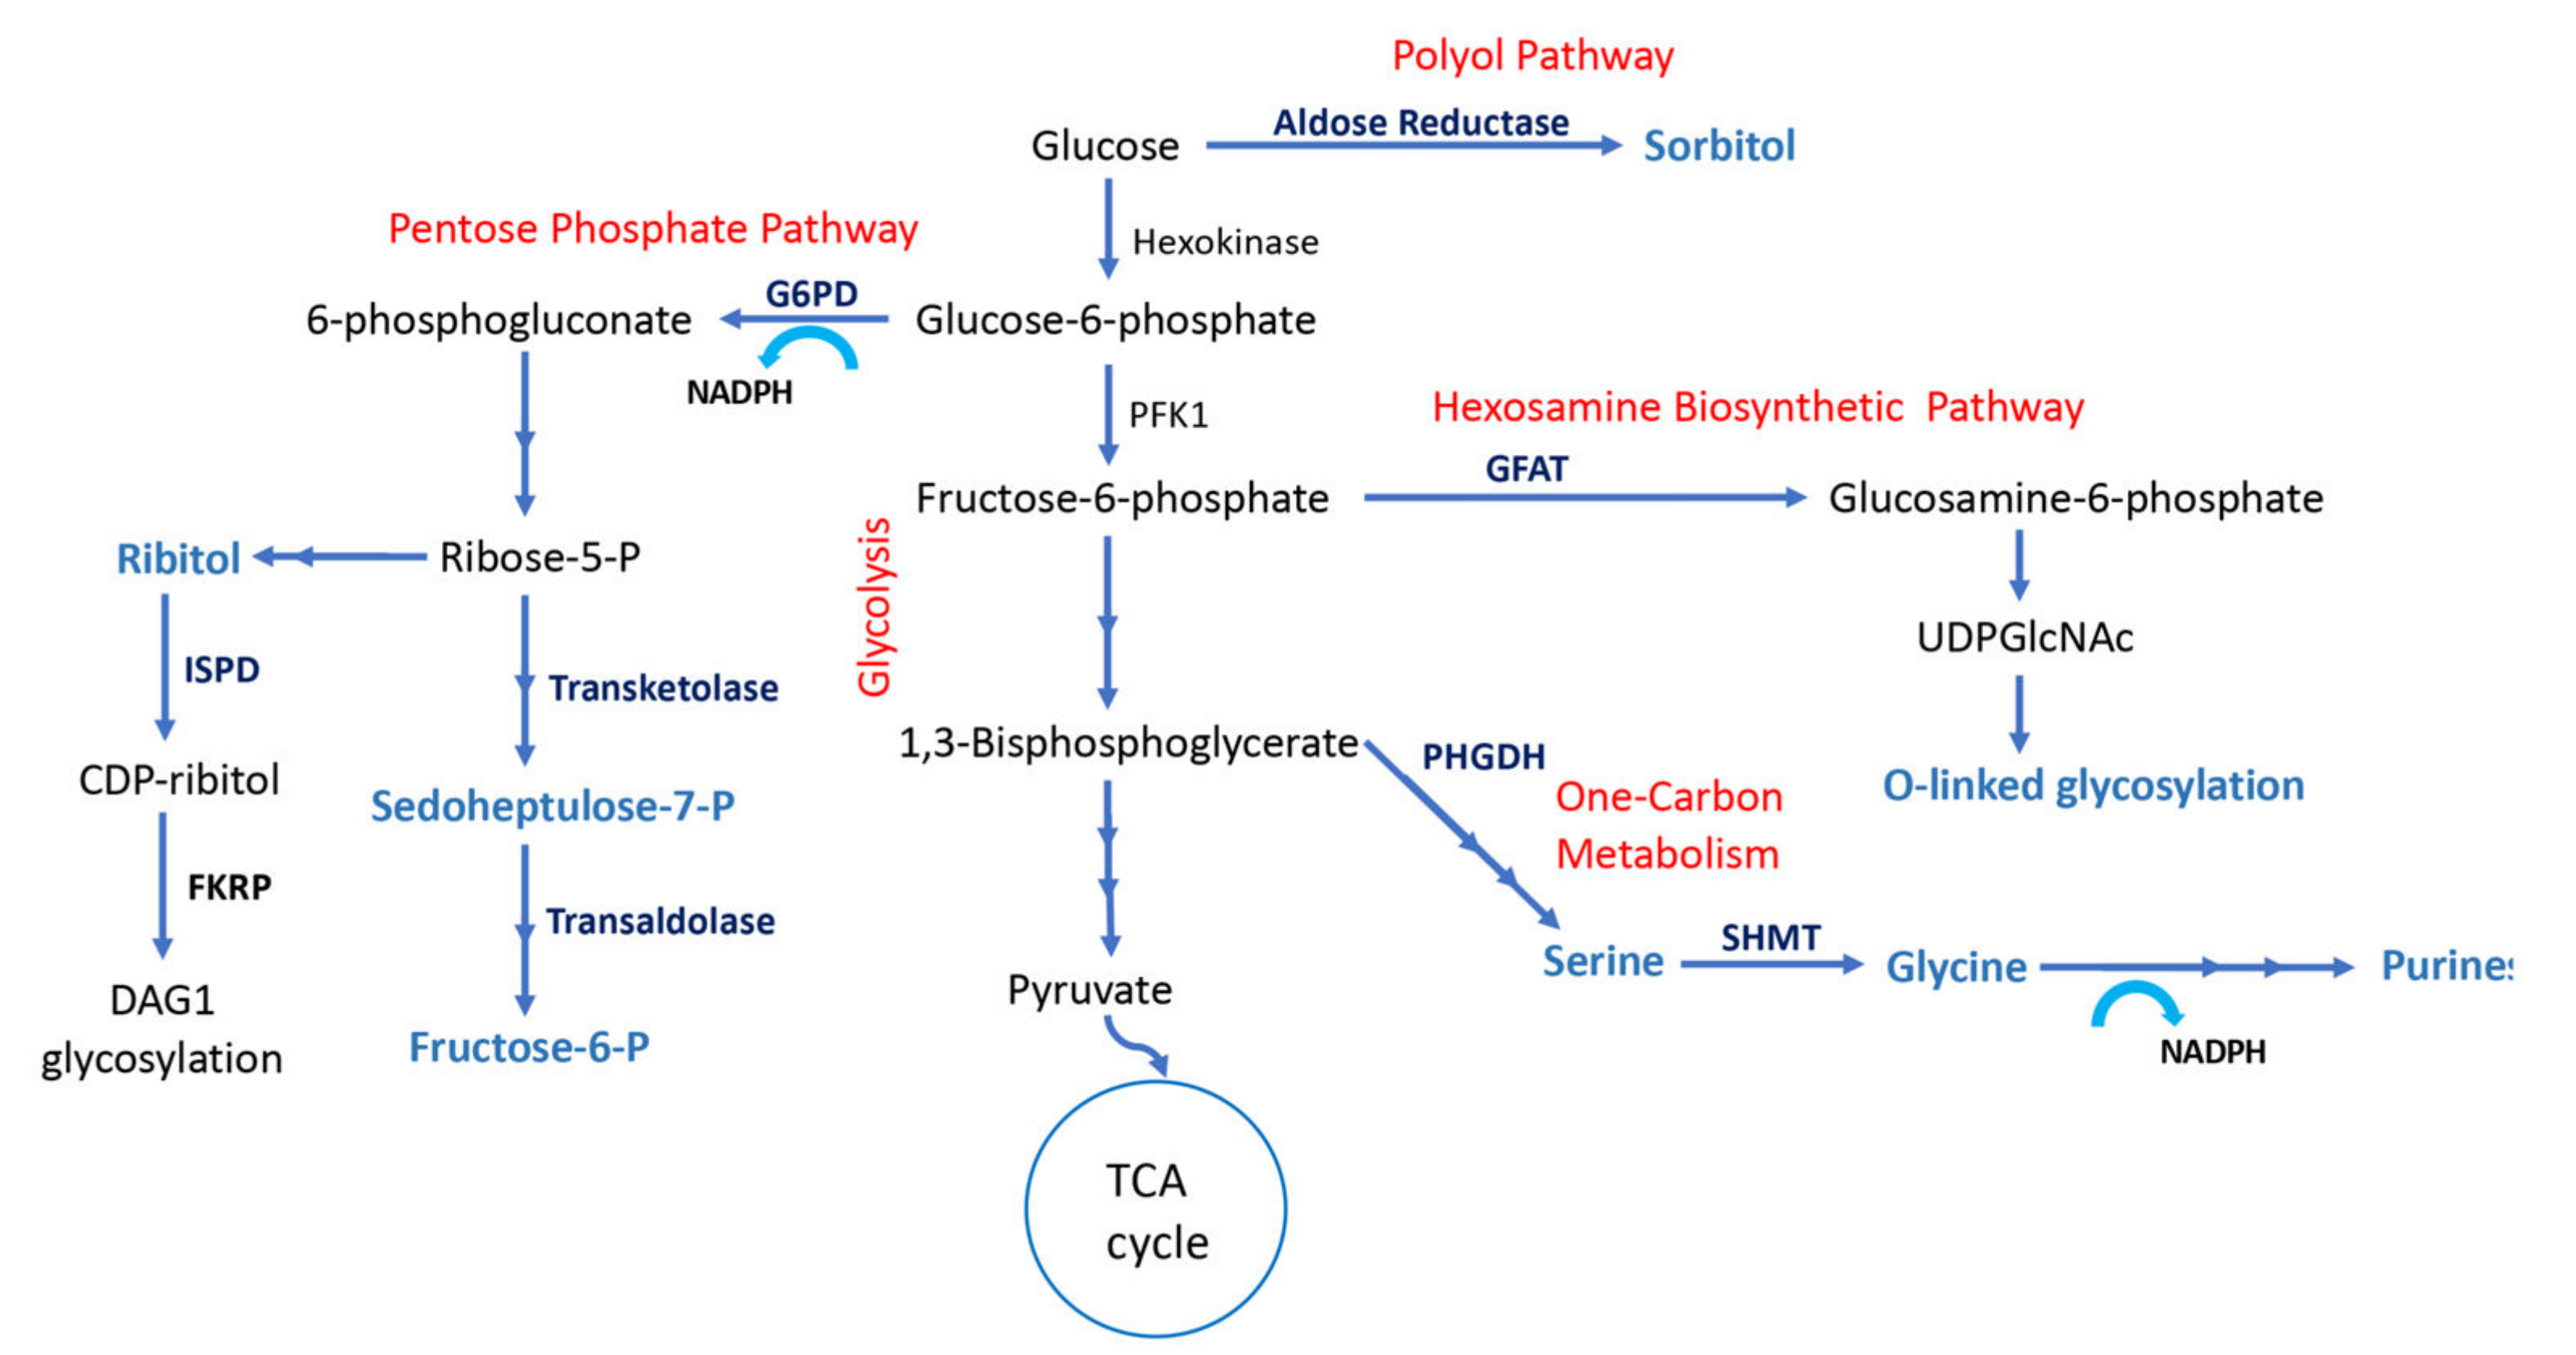 Polyol Pathway
Glucose
Aldose Reductase
Sorbitol
Hexokinase
Pentose Phosphate Pathway
6-phosphogluconate
G6PD
NADPH
Glucose-6-phosphate
PFK1
Hexosamine Biosynthetic Pathway
Fructose-6-phosphate
GFAT
Glucosamine-6-phosphate
Glycolysis
Ribitol
Ribose-5-P
UDPGlcNAc
ISPD
Transketolase
1,3-Bisphosphoglycerate
PHGDH
One-Carbon
Metabolism
O-linked glycosylation
CDP-ribitol
Sedoheptulose-7-P
FKRP
Transaldolase
Serine
SHMT
Glycine
NADPH
DAG1
glycosylation
Fructose-6-P
Pyruvate
TCA
cycle